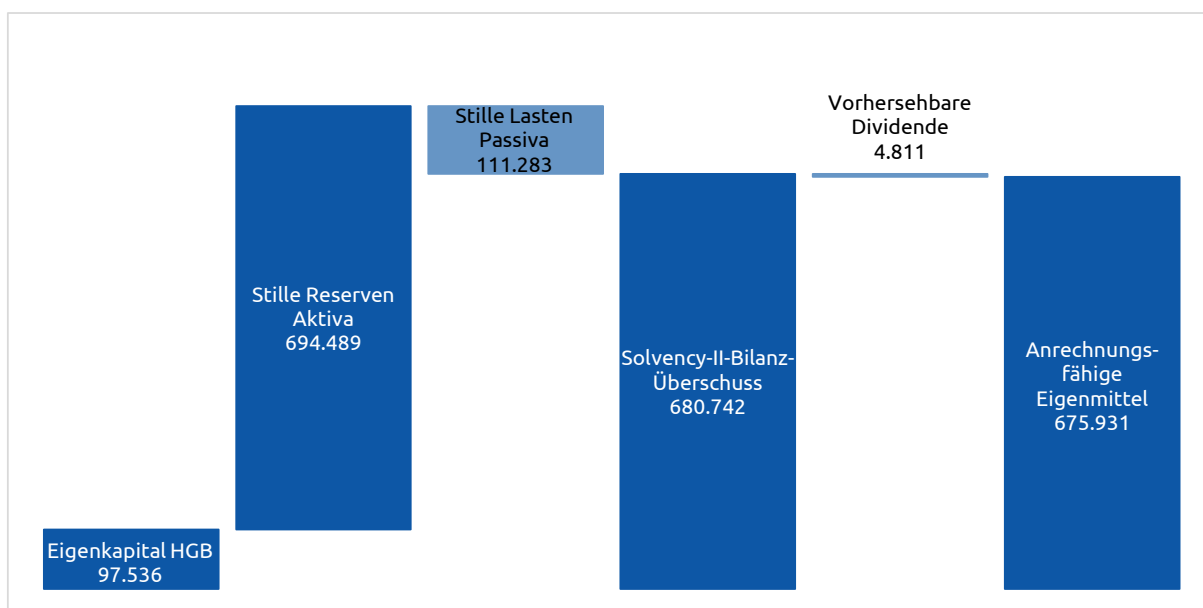 Eigenkapital HGB
97.536
Stille Reserven
Aktiva
694.489
Stille Lasten
Passiva
111.283
Solvency-II-Bilanz-
Überschuss
680.742
Vorhersehbare
Dividende
4.811
Anrechnungs-
fähige
Eigenmittel
675.931